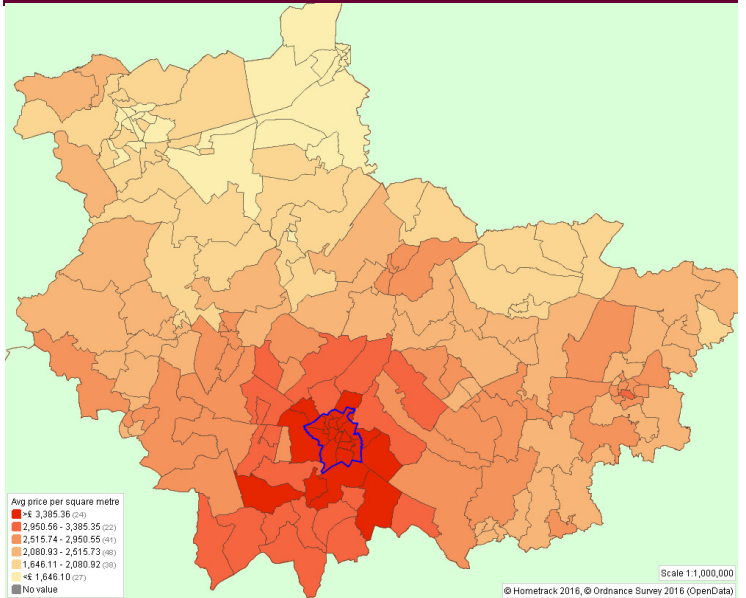 Avg price per square metre
>£ 3,385.36 (24)
2,950.56 - 3,385.35 (22)
2,515.74 - 2,950.55 (41)
2,080.93 - 2,515.73 (48)
1,646.11 - 2,080.92 (38)
<£ 1,646.10 (27)
No value
Scale 1:1,000,000
© Hometrack 2016, © Ordnance Survey 2016 (OpenData)